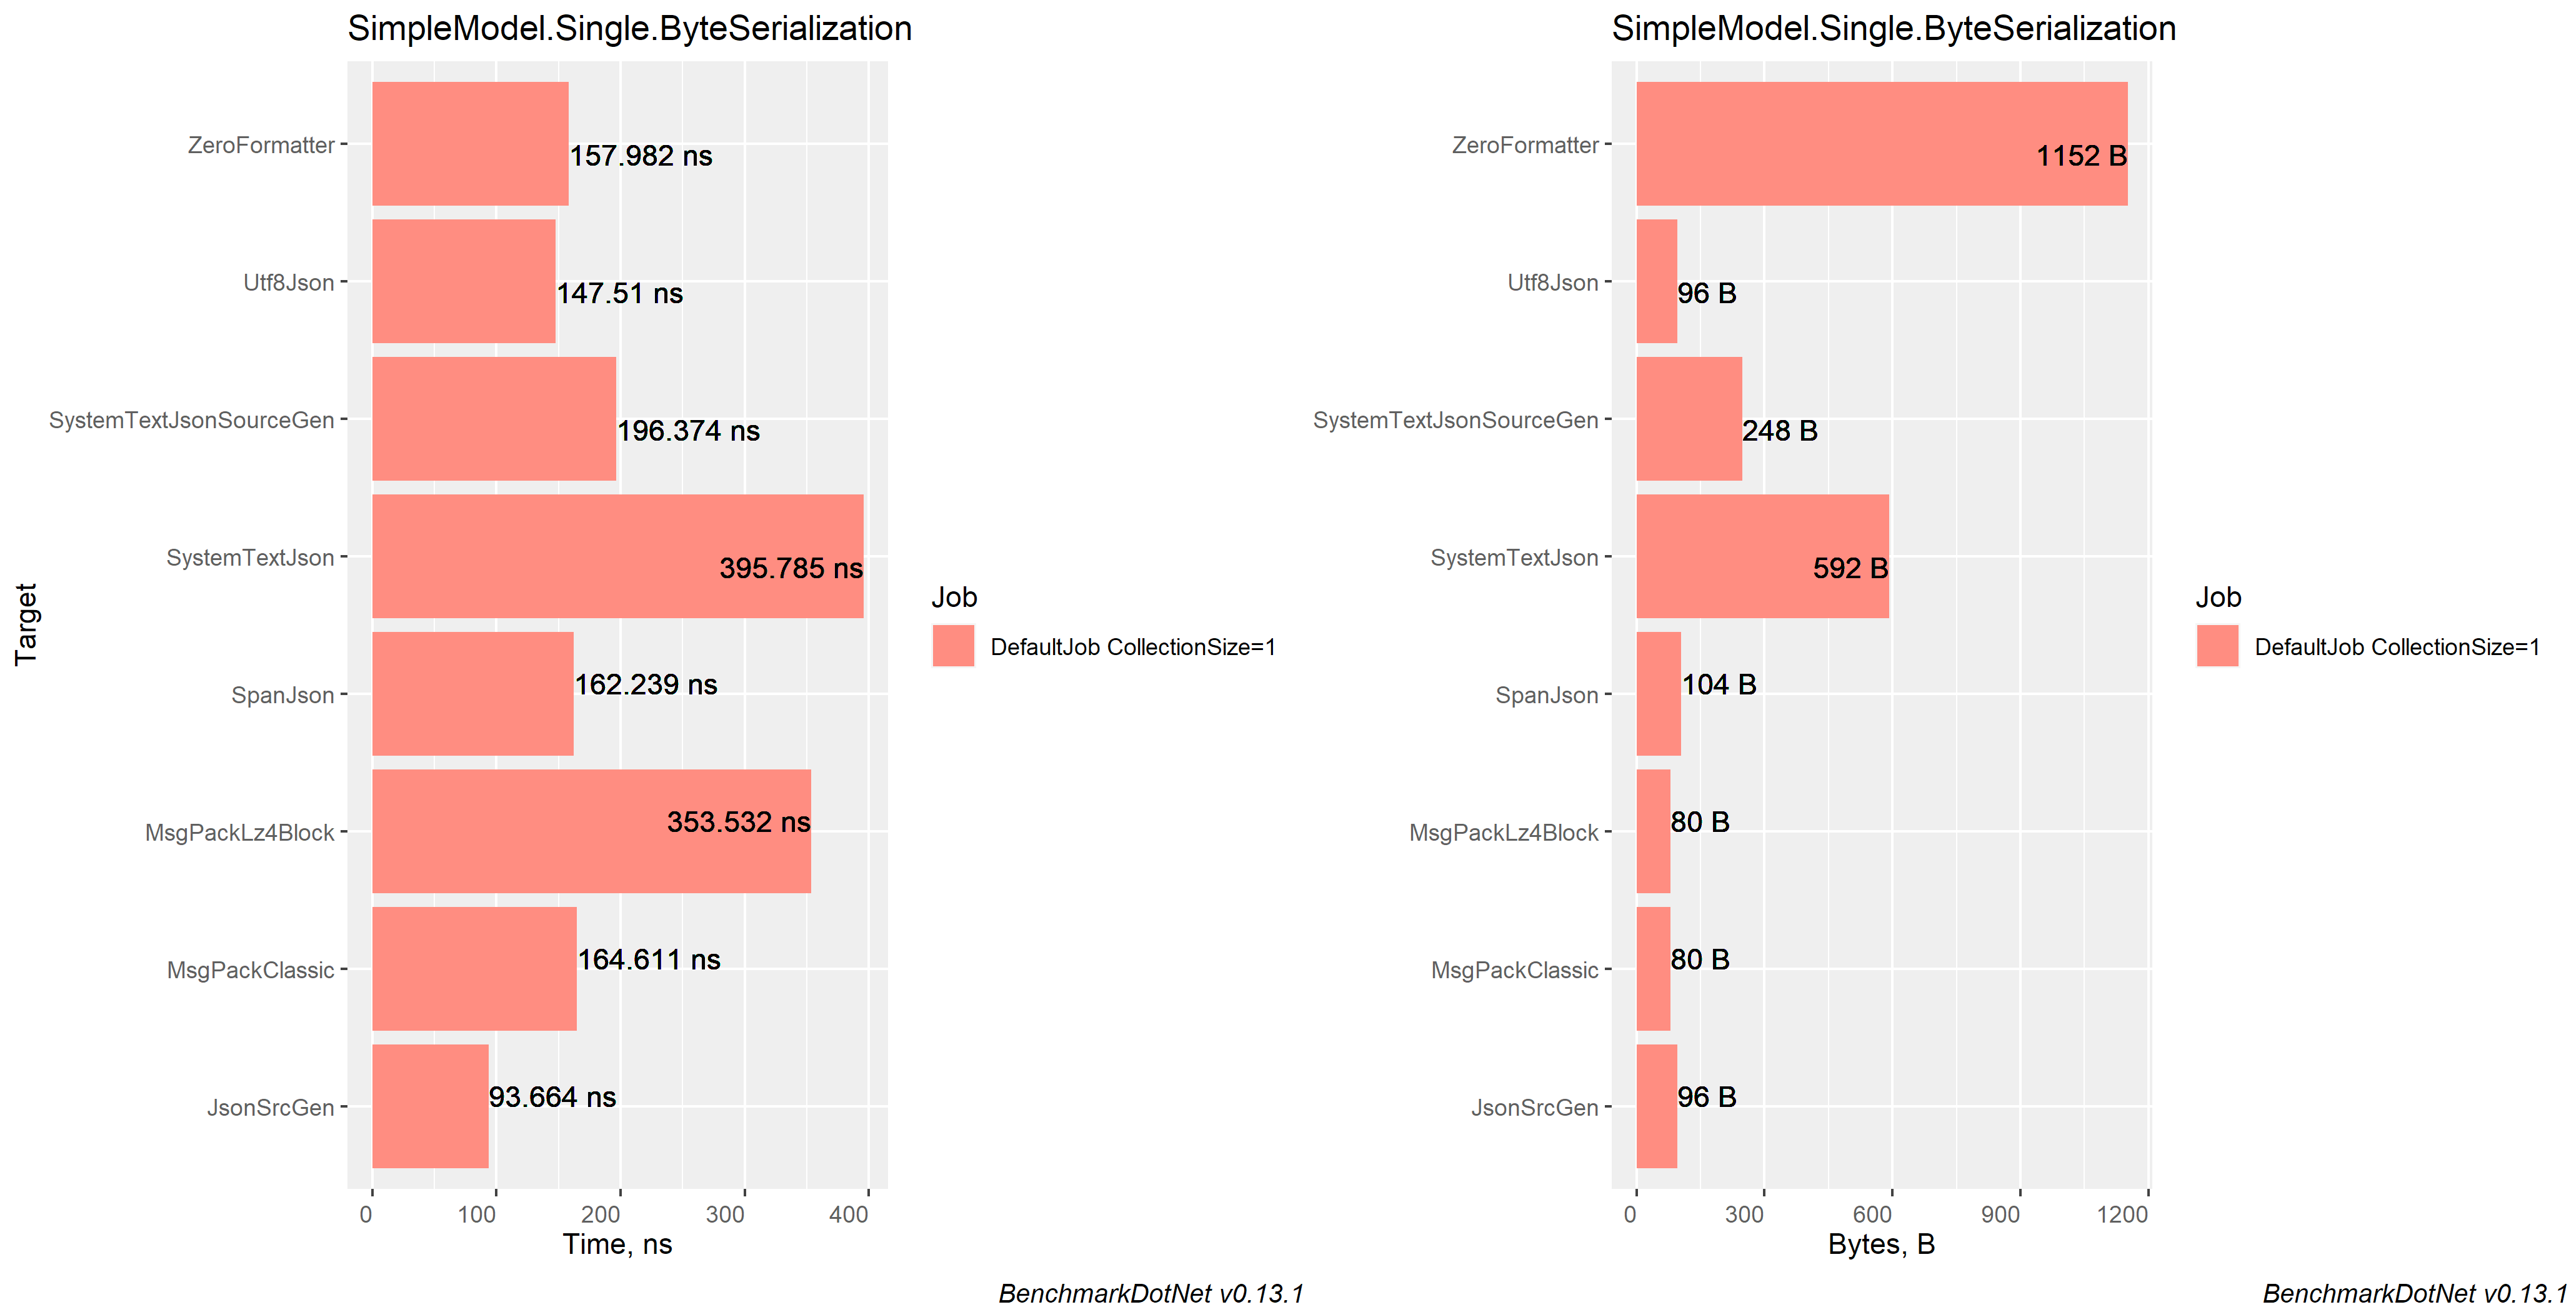 SimpleModel.Single.ByteSerialization
Target
ZeroFormatter
157.982 ns
Utf8Json
147.51 ns
SystemTextJsonSourceGen
196.374 ns
SystemTextJson
395.785 ns
SpanJson
162.239 ns
MsgPackLz4Block
353.532 ns
MsgPackClassic
164.611 ns
JsonSrcGen
93.664 ns
0 100 200 300 400
Time, ns
Job
DefaultJob CollectionSize=1
BenchmarkDotNet v0.13.1
SimpleModel.Single.ByteSerialization
ZeroFormatter
1152 B
Utf8Json
96 B
SystemTextJsonSourceGen
248 B
SystemTextJson
592 B
SpanJson
104 B
MsgPackLz4Block
80 B
MsgPackClassic
80 B
JsonSrcGen
96 B
0 300 600 900 1200
Bytes, B
Job
DefaultJob CollectionSize=1
BenchmarkDotNet v0.13.1